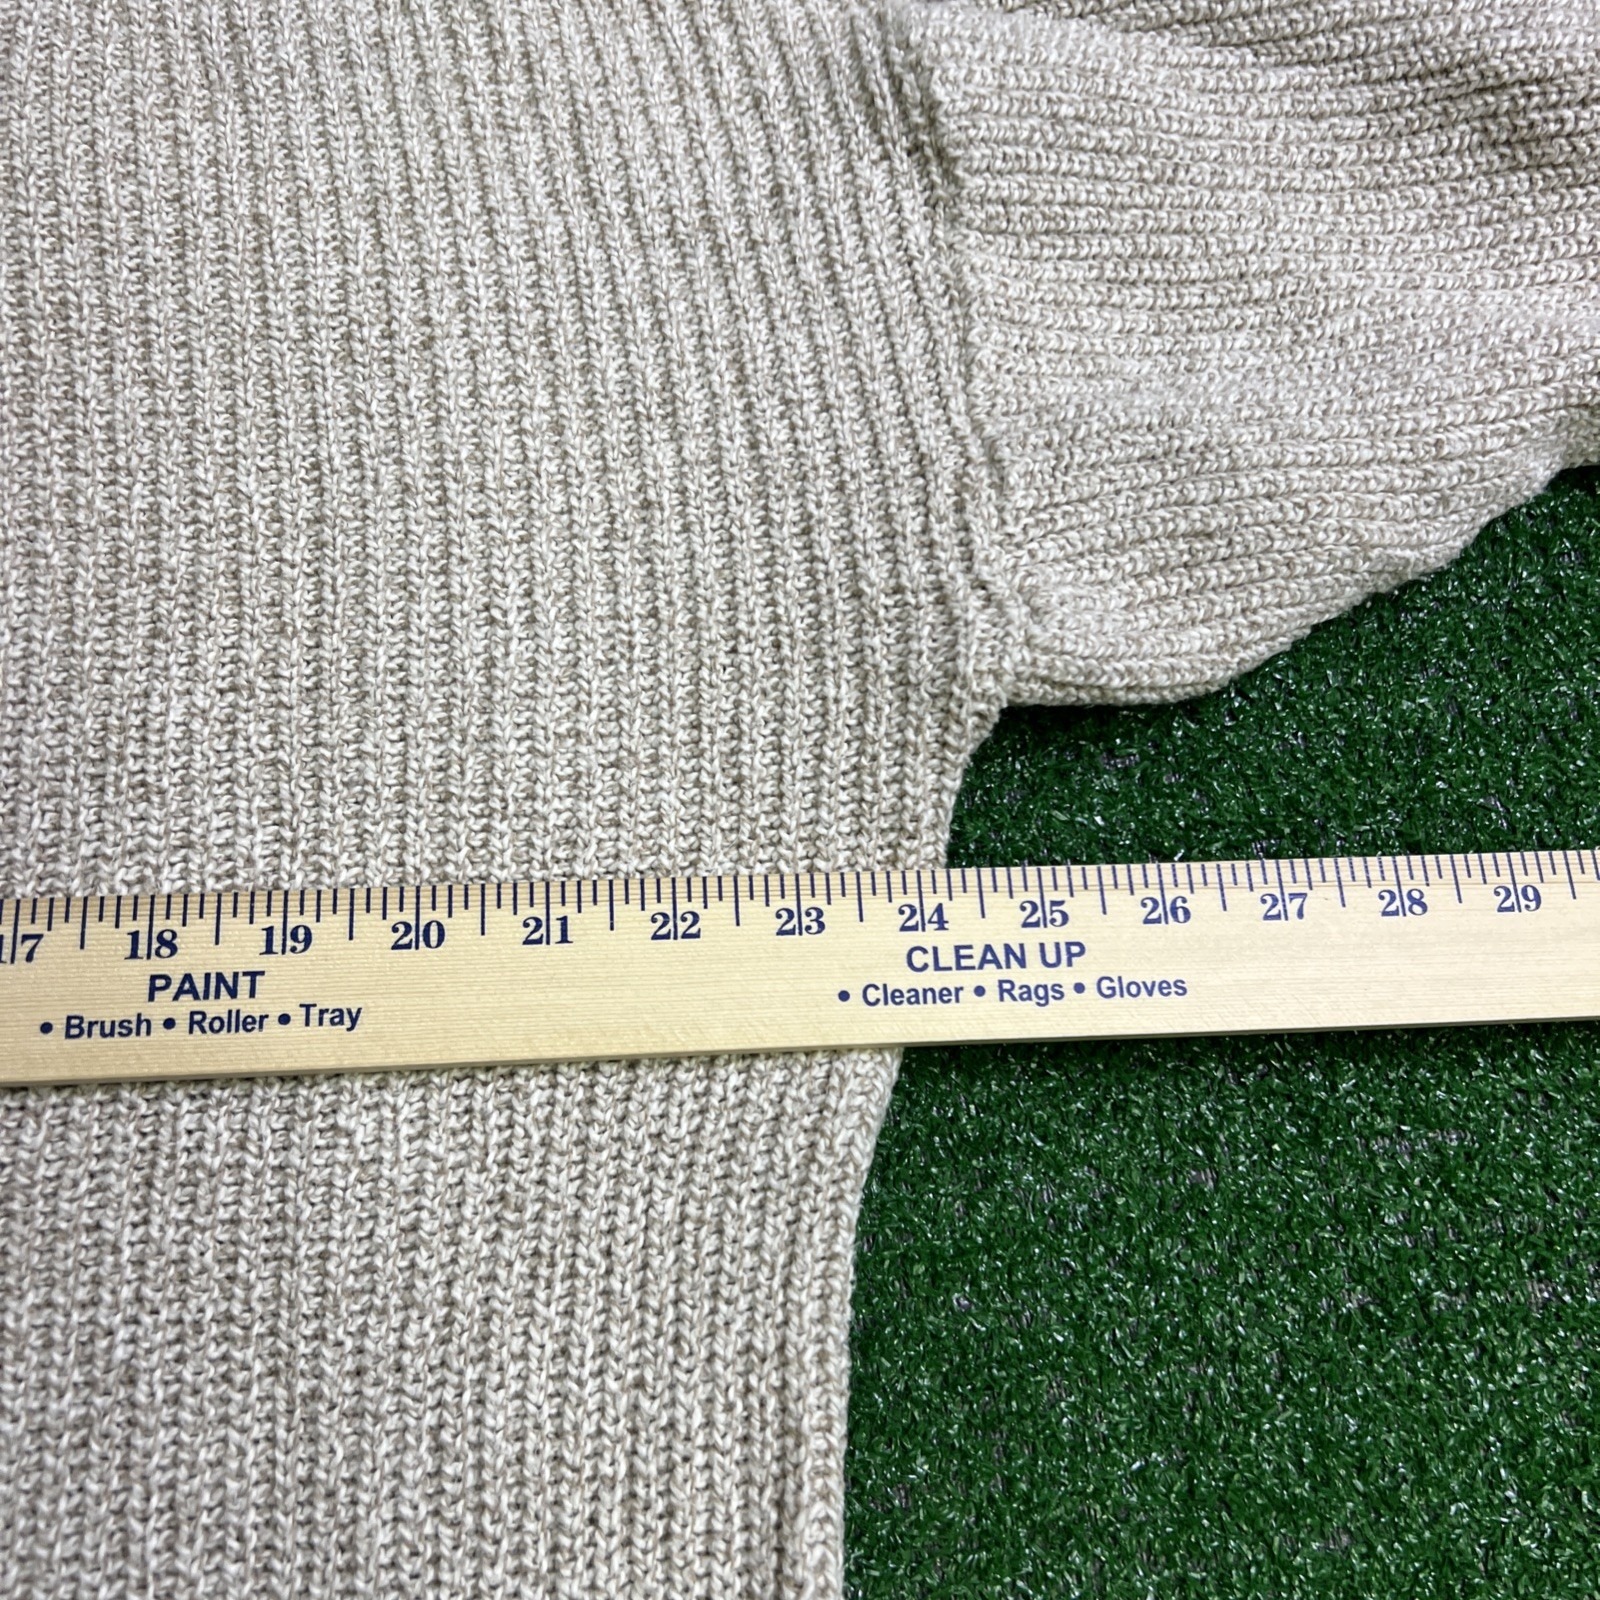 17 18 19 20 21 22 23 24 25 26 27 28 29
PAINT
• Brush • Roller • Tray
CLEAN UP
• Cleaner • Rags • Gloves